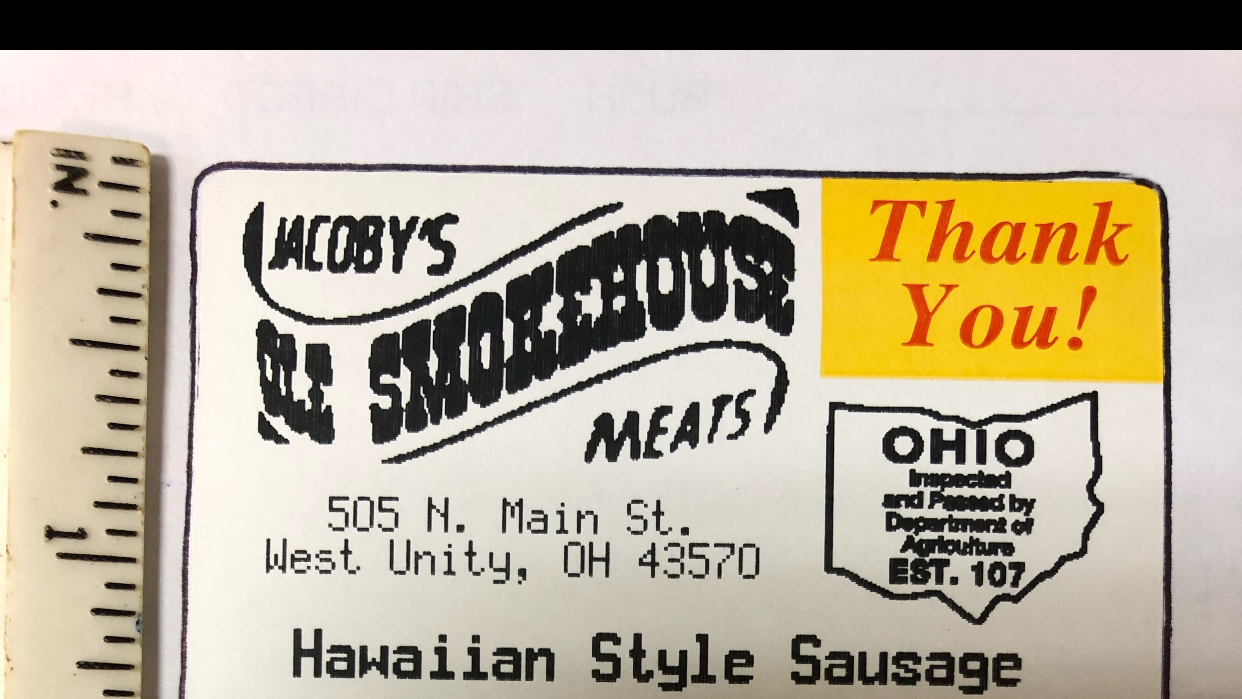 IN.
1
JACOBY'S
OLE SMOKEHOUSE
MEATS
505 N. Main St.
West Unity, OH 43570
Thank
You!
OHIO
Inspected
and Passed by
Department of
Agriculture
EST. 107
Hawaiian Style Sausage